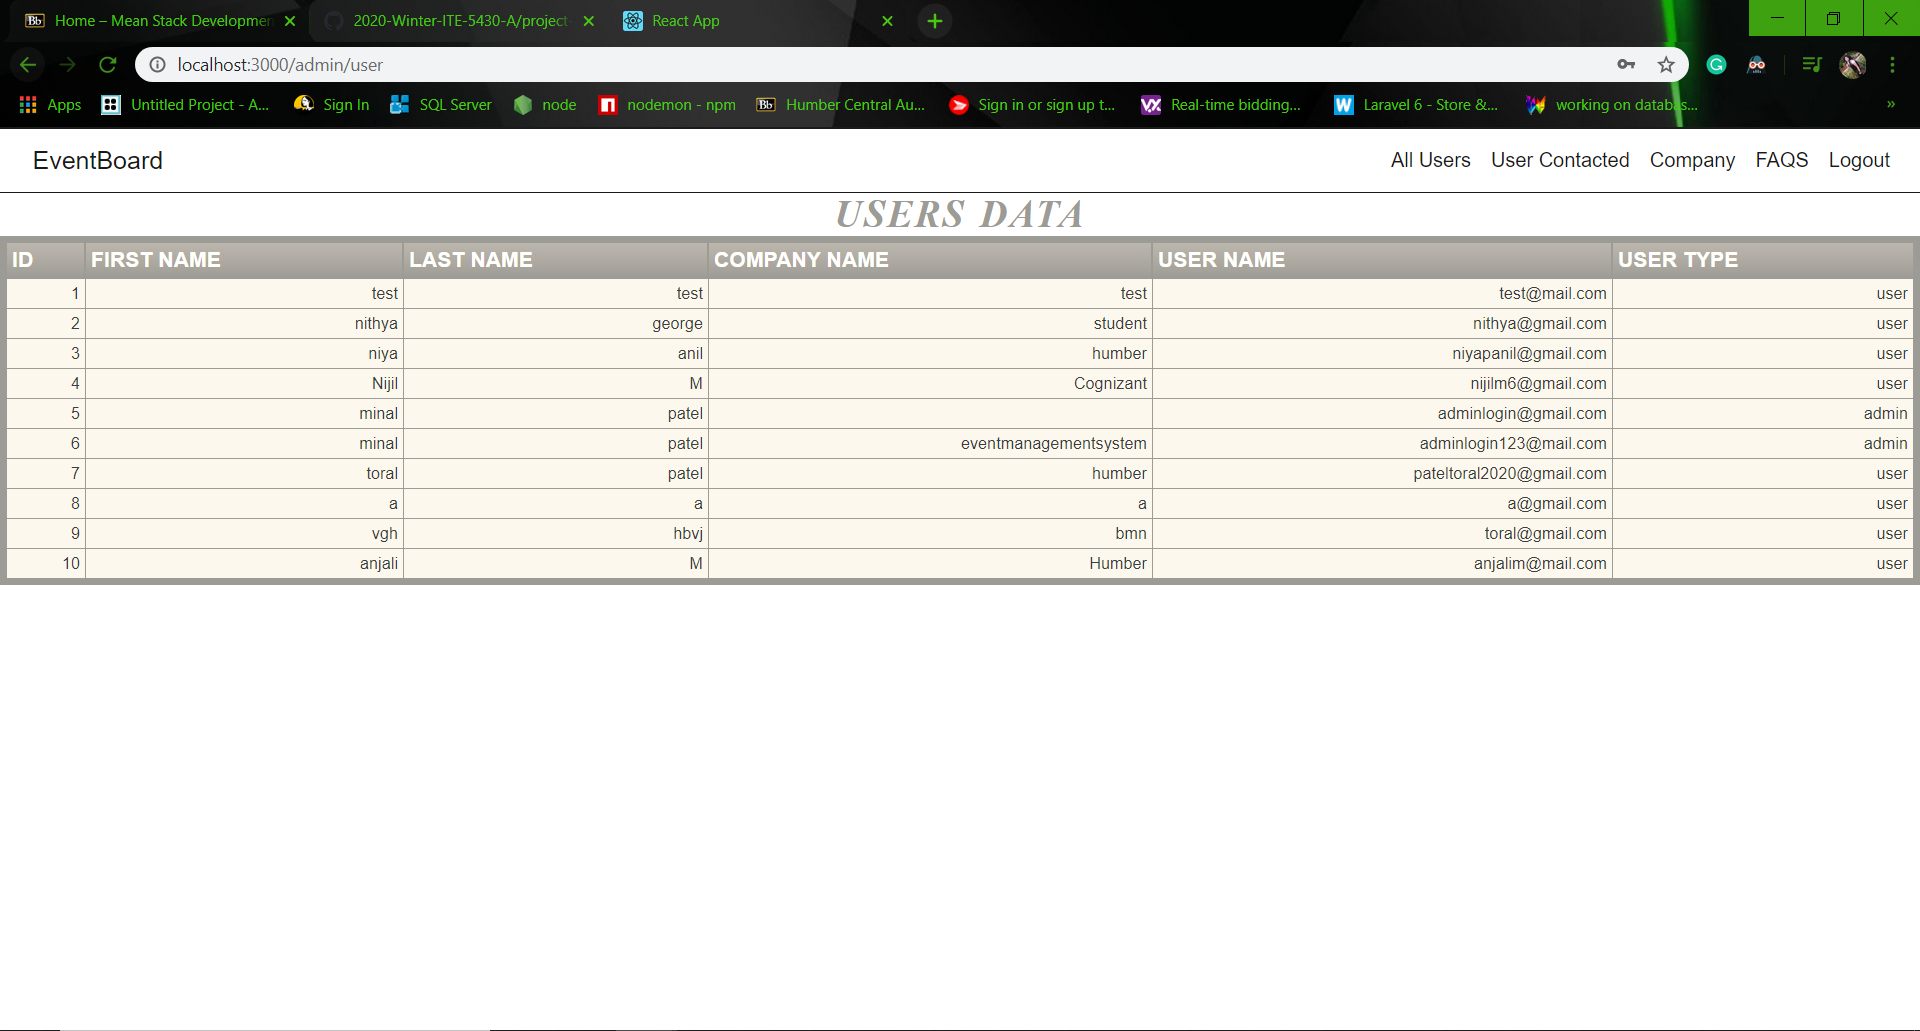 Home – Mean Stack Developmen
2020-Winter-ITE-5430-A/project
React App
localhost:3000/admin/user
Apps
Untitled Project - A...
Sign In
SQL Server
node
nodemon - npm
Humber Central Au...
Sign in or sign up t...
Real-time bidding...
Laravel 6 - Store &...
working on databas...
EventBoard
All Users User Contacted Company FAQS Logout
USERS DATA
ID FIRST NAME LAST NAME COMPANY NAME USER NAME USER TYPE
1 test test test test@mail.com user
2 nithya george student nithya@gmail.com user
3 niya anil humber niyapanil@gmail.com user
4 Nijil M Cognizant nijilm6@gmail.com user
5 minal patel adminlogin@gmail.com admin
6 minal patel eventmanagementsystem adminlogin123@mail.com admin
7 toral patel humber pateltoral2020@gmail.com user
8 a a a a@gmail.com user
9 vgh hbvj bmn toral@gmail.com user
10 anjali M Humber anjalim@mail.com user